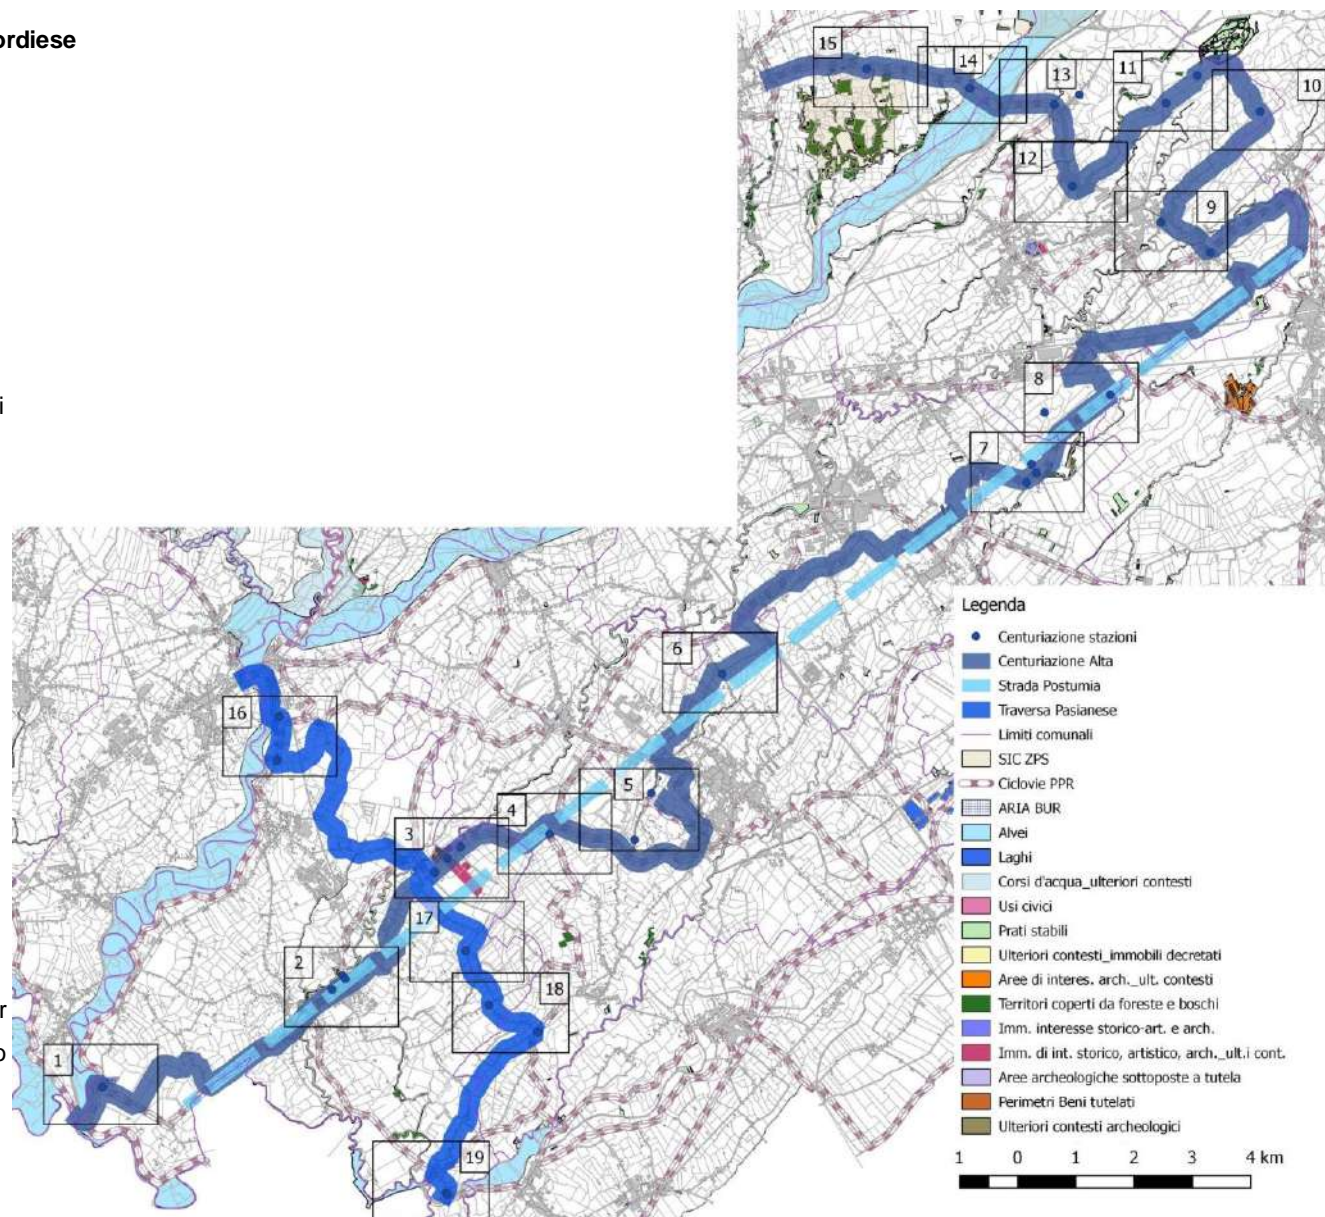 ordiese
i
r
o
15
14
13
11
10
12
9
8
7
6
16
5
4
3
17
2
18
1
19
Legenda
Centuriazione stazioni
Centuriazione Alta
Strada Postumia
Traversa Pasianese
Limiti comunali
SIC ZPS
Ciclovie PPR
ARIA BUR
Alvei
Laghi
Corsi d'acqua_ulteriori contesti
Usi civici
Prati stabili
Ulteriori contesti_immobili decretati
Aree di interes. arch._ult. contesti
Territori coperti da foreste e boschi
Imm. interesse storico-art. e arch.
Imm. di int. storico, artistico, arch._ult.i cont.
Aree archeologiche sottoposte a tutela
Perimetri Beni tutelati
Ulteriori contesti archeologici
1 0 1 2 3 4 km